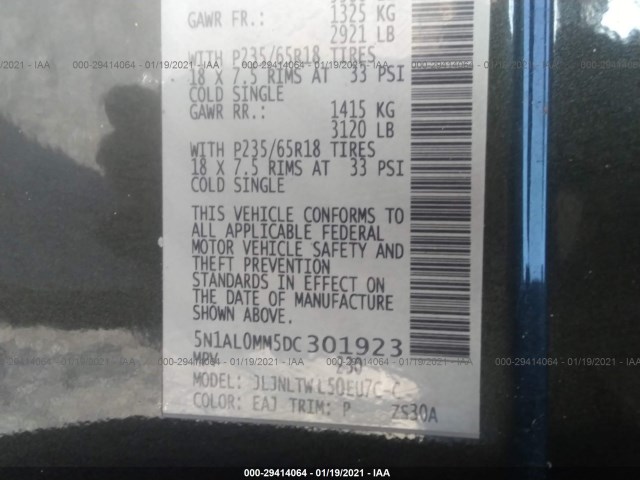 GAWR FR.: 1325 KG
2921 LB
WITH P235/65R18 TIRES
18 X 7.5 RIMS AT 33 PSI
COLD SINGLE
GAWR RR.: 1415 KG
3120 LB
WITH P235/65R18 TIRES
18 X 7.5 RIMS AT 33 PSI
COLD SINGLE
THIS VEHICLE CONFORMS TO
ALL APPLICABLE FEDERAL
MOTOR VEHICLE SAFETY AND
THEFT PREVENTION
STANDARDS IN EFFECT ON
THE DATE OF MANUFACTURE
SHOWN ABOVE.
5N1AL0MM5DC301923
MPV 230
MODEL:
COLOR: EAJ TRIM: P ZS30A
000-29414064 - 01/19/2021 - IAA
000-29414064 - 01/19/2021 - IAA
000-29414064 - 01/19/2021 - IAA
000-29414064 - 01/19/2021 - IAA
000-29414064 - 01/19/2021 - IAA